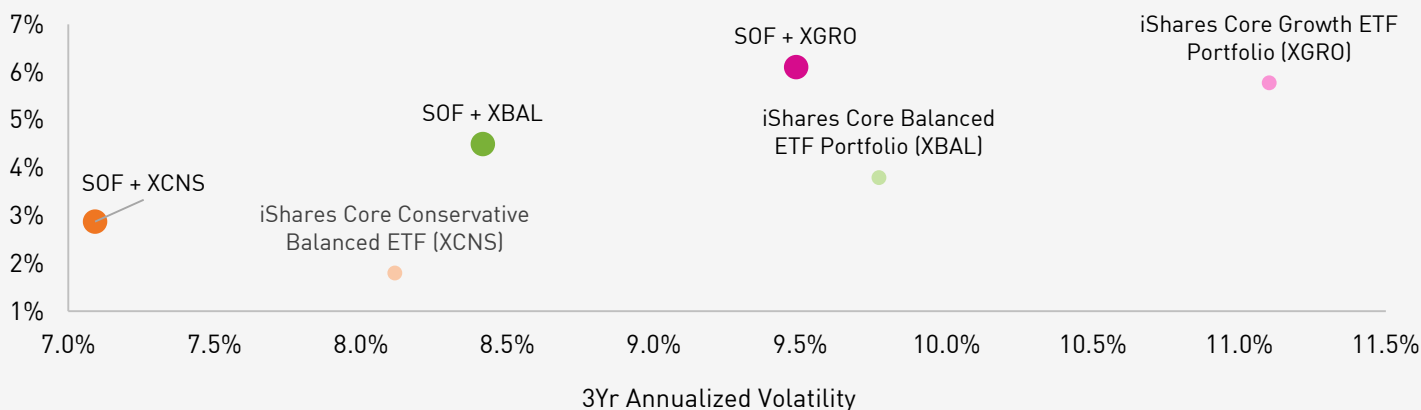 7%
6%
5%
4%
3%
2%
1%
SOF + XCNS
iShares Core Conservative
Balanced ETF (XCNS)
SOF + XBAL
SOF + XGRO
iShares Core Balanced
ETF Portfolio (XBAL)
iShares Core Growth ETF
Portfolio (XGRO)
7.0% 7.5% 8.0% 8.5% 9.0% 9.5% 10.0% 10.5% 11.0% 11.5%
3Yr Annualized Volatility